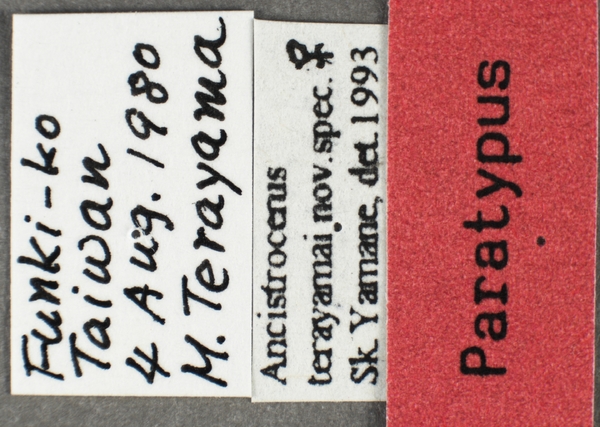 Funki-ko
Taiwan
4 Aug. 1980
M. Terayama
Ancistrocerus
terayamai nov. spec. ♀
Sk. Yamane, det. 1993
Paratypus